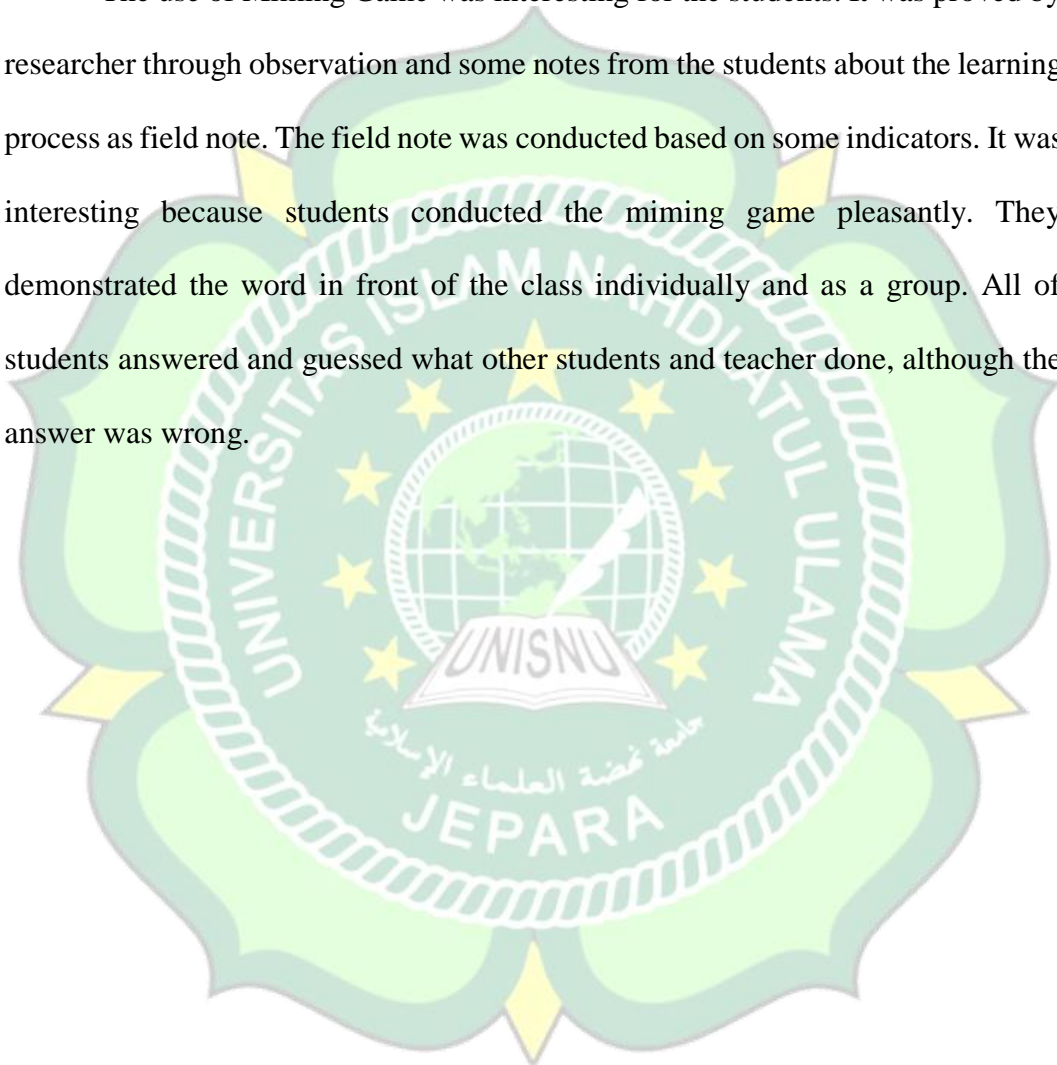 The use of Miming Game was interesting for the students. It was proved by
researcher through observation and some notes from the students about the learning
process as field note. The field note was conducted based on some indicators. It was
interesting because students conducted the miming game pleasantly. They
demonstrated the word in front of the class individually and as a group. All of
students answered and guessed what other students and teacher done, although the
answer was wrong.
UNIVERSITAS ISLAM NAHDLATUL ULAMA
UNISNU
جامعة نهضة العلماء الإسلامية
JEPARA